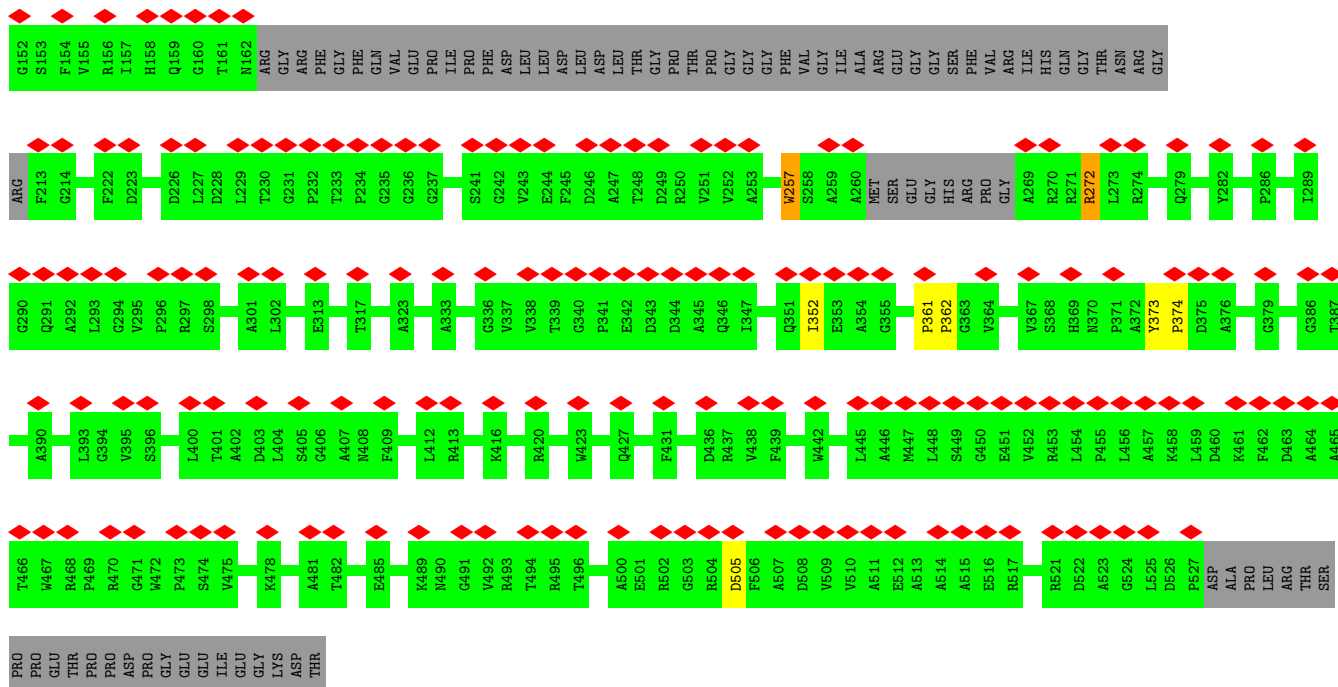 G152 S153 F154 V155 R156 I157 H158 Q159 G160 T161 N162 ARG GLY ARG PHE GLY PHE GLN VAL GLU PRO ILE PRO PHE ASP LEU LEU ASP LEU ASP LEU THR GLY PRO THR PRO GLY GLY GLY PHE VAL GLY ILE ALA ARG GLU GLY GLY SER PHE VAL ARG ILE HIS GLN GLY THR ASN ARG GLY
ARG F213 G214 F222 D223 D226 L227 D228 L229 T230 G231 P232 T233 P234 G235 G236 G237 S241 G242 V243 E244 F245 D246 A247 T248 D249 R250 V251 V252 A253 W257 S258 A259 A260 MET SER GLU GLY HIS ARG PRO GLY A269 R270 R271 R272 L273 R274 Q279 Y282 P286 I289
G290 Q291 A292 L293 G294 V295 P296 R297 S298 A301 L302 E313 T317 A323 A333 G336 V337 V338 T339 G340 P341 E342 D343 D344 A345 Q346 I347 Q351 I352 E353 A354 G355 P361 P362 G363 V364 V367 S368 H369 N370 P371 A372 Y373 P374 D375 A376 G379 G386 T387
A390 L393 G394 V395 S396 L400 T401 A402 D403 L404 S405 G406 A407 N408 F409 L412 R413 K416 R420 W423 Q427 F431 D436 R437 V438 F439 W442 L445 A446 M447 L448 S449 G450 E451 V452 R453 L454 P455 L456 A457 K458 L459 D460 K461 F462 D463 A464 A465
T466 W467 R468 P469 R470 G471 W472 P473 S474 V475 K478 A481 T482 E485 K489 N490 G491 V492 R493 T494 R495 T496 A500 E501 R502 G503 R504 D505 F506 A507 D508 V509 V510 A511 E512 A513 A514 A515 E516 R517 R521 D522 A523 G524 L525 D526 P527 ASP ALA PRO LEU ARG THR SER
PRO PRO GLU THR PRO PRO ASP PRO GLY GLU GLU ILE GLU GLY LYS ASP THR